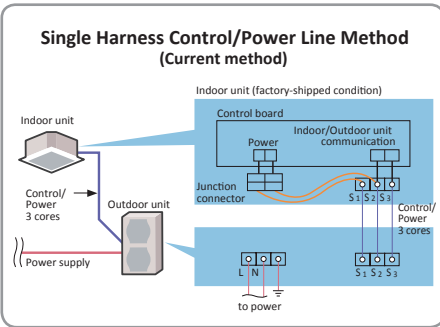 Single Harness Control/Power Line Method
(Current method)
Indoor unit (factory-shipped condition)
Control board
Indoor unit
Power
Indoor/Outdoor unit
communication
Junction
connector
S1 S2 S3
Control/
Power
3 cores
Outdoor unit
Control/
Power
3 cores
Power supply
L N
S1 S2 S3
to power